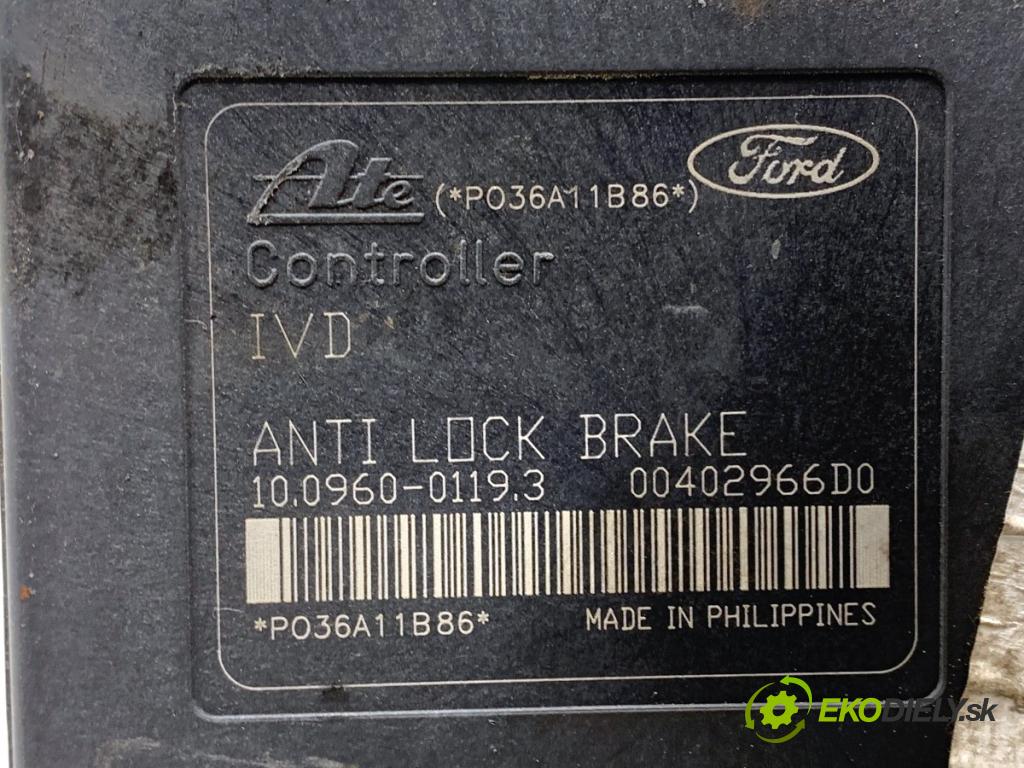 Ate (*P036A11B86*) Ford
Controller
IVD
ANTI LOCK BRAKE
10.0960-0119.3 00402966D0
*P036A11B86* MADE IN PHILIPPINES
EKODIELY.sk